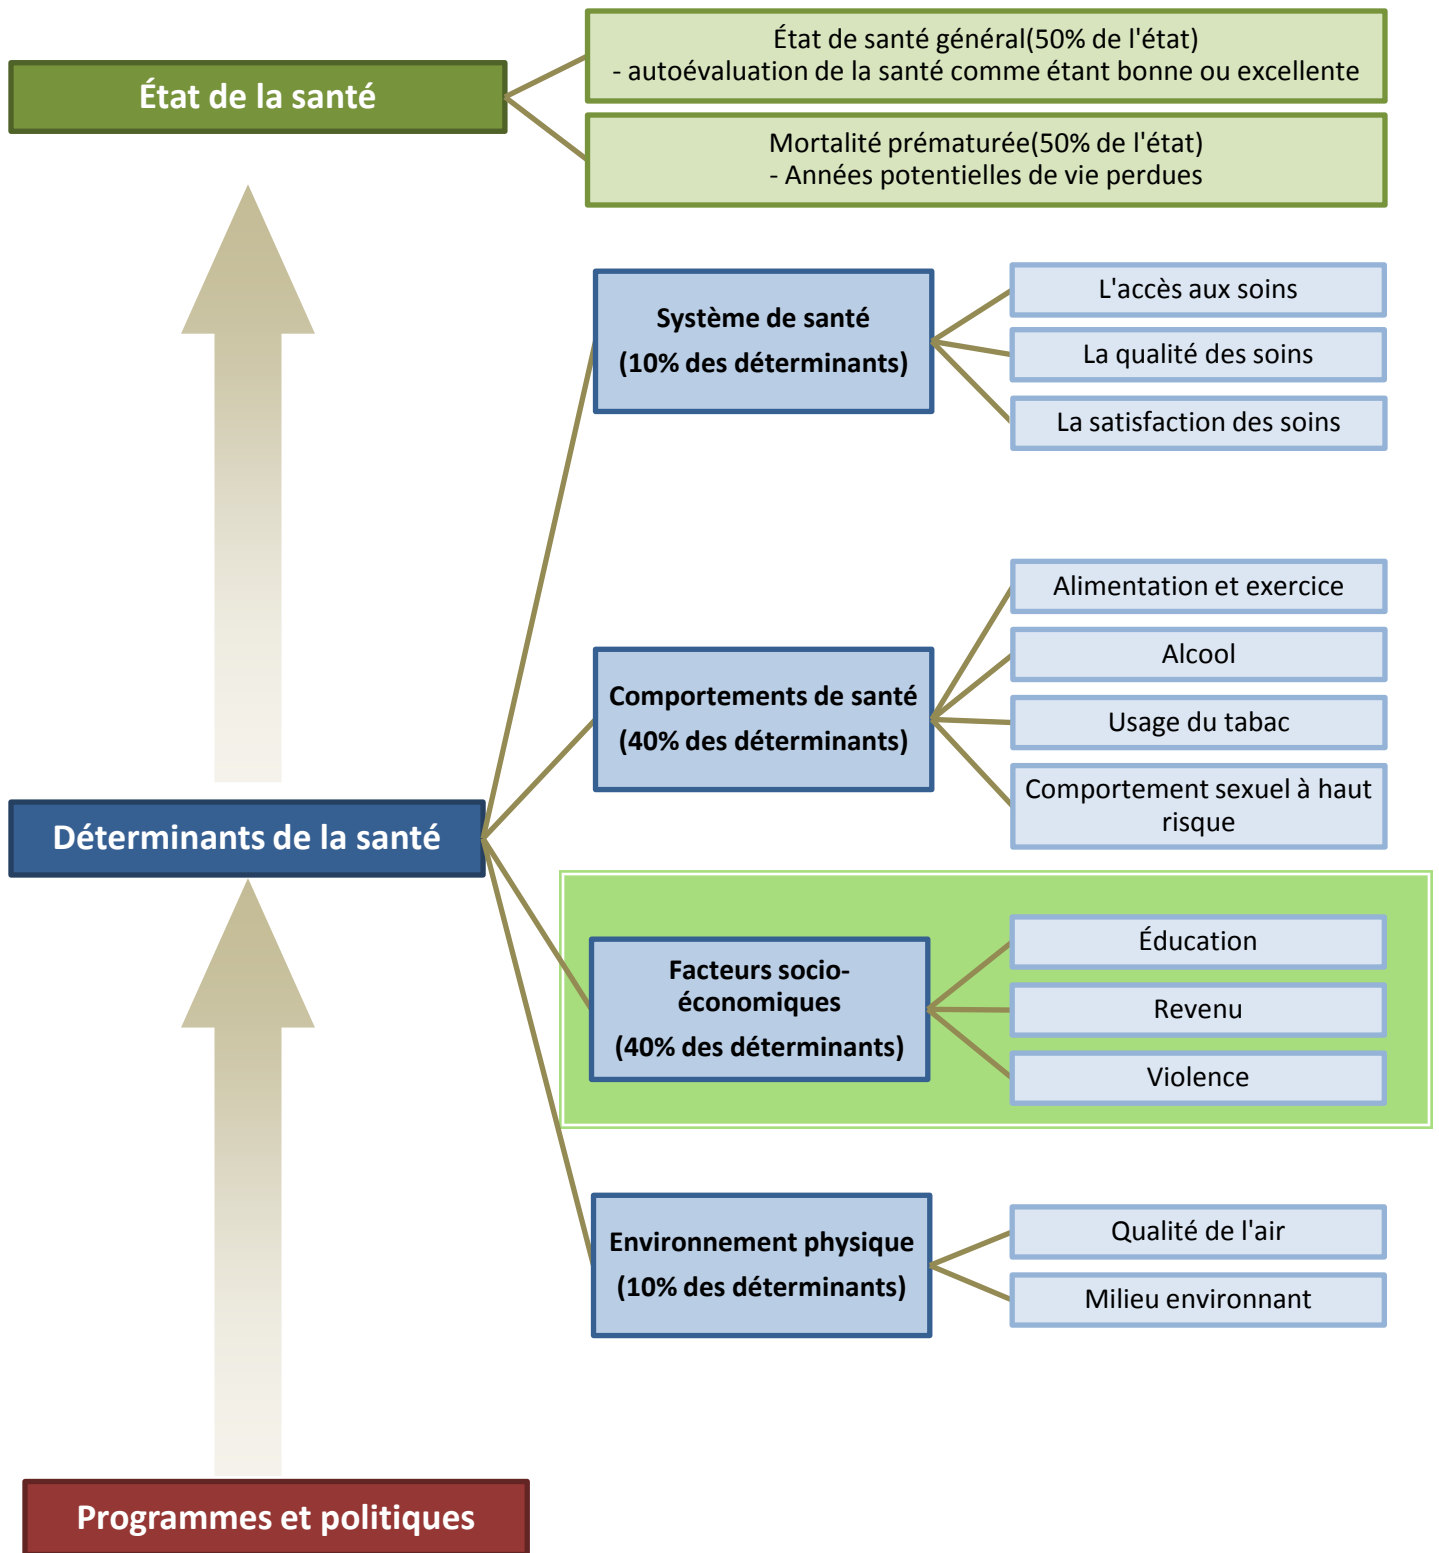 État de la santé
État de santé général(50% de l'état)
- autoévaluation de la santé comme étant bonne ou excellente
Mortalité prématurée(50% de l'état)
- Années potentielles de vie perdues
Déterminants de la santé
Système de santé
(10% des déterminants)
L'accès aux soins
La qualité des soins
La satisfaction des soins
Comportements de santé
(40% des déterminants)
Alimentation et exercice
Alcool
Usage du tabac
Comportement sexuel à haut
risque
Facteurs socio-
économiques
(40% des déterminants)
Éducation
Revenu
Violence
Environnement physique
(10% des déterminants)
Qualité de l'air
Milieu environnant
Programmes et politiques